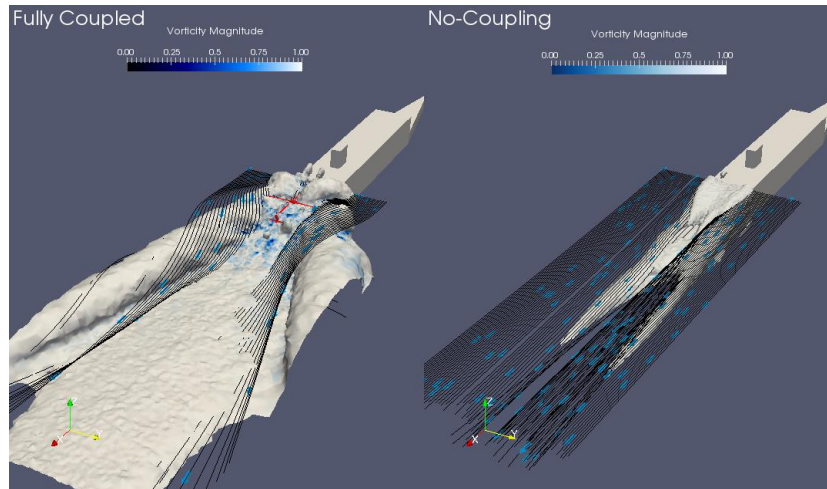 Fully Coupled
Vorticity Magnitude
0.00 0.25 0.5 0.75 1.00
No-Coupling
Vorticity Magnitude
0.00 0.25 0.50 0.75 1.00
X Y
Z
X Y